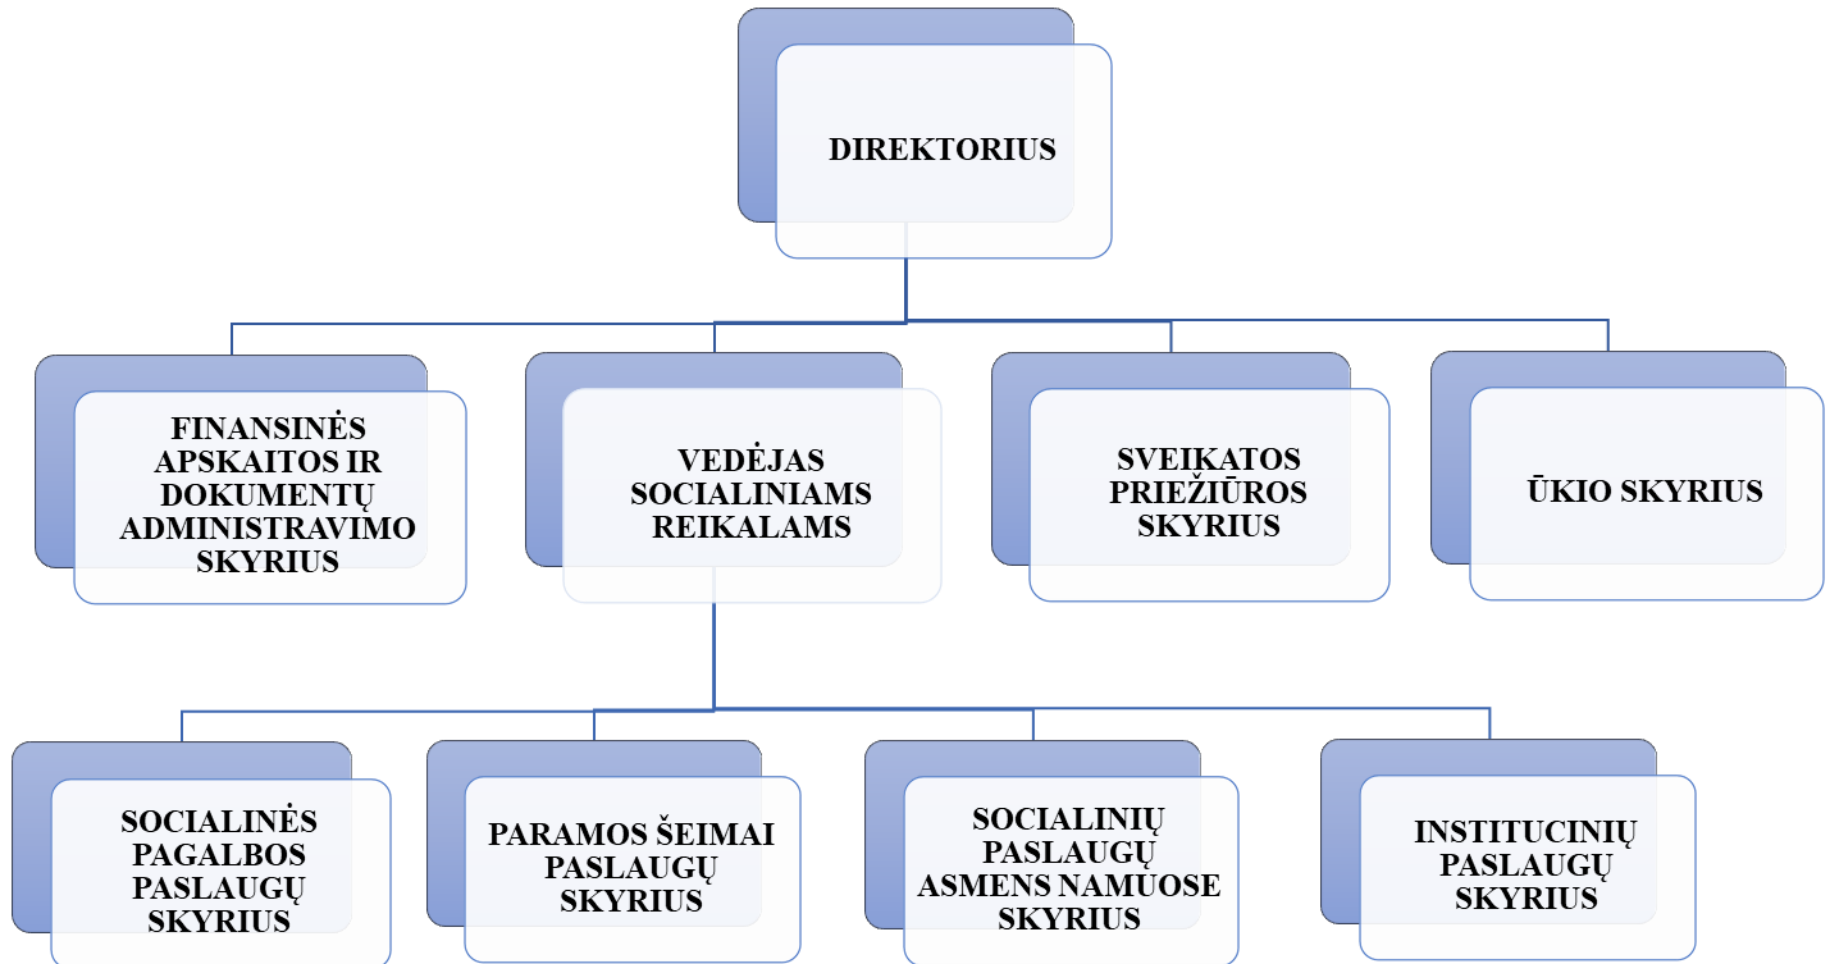 DIREKTORIUS
FINANSINĖS
APSKAITOS IR
DOKUMENTŲ
ADMINISTRAVIMO
SKYRIUS
VEDĖJAS
SOCIALINIAMS
REIKALAMS
SVEIKATOS
PRIEŽIŪROS
SKYRIUS
ŪKIO SKYRIUS
SOCIALINĖS
PAGALBOS
PASLAUGŲ
SKYRIUS
PARAMOS ŠEIMAI
PASLAUGŲ
SKYRIUS
SOCIALINIŲ
PASLAUGŲ
ASMENS NAMUOSE
SKYRIUS
INSTITUCINIŲ
PASLAUGŲ
SKYRIUS